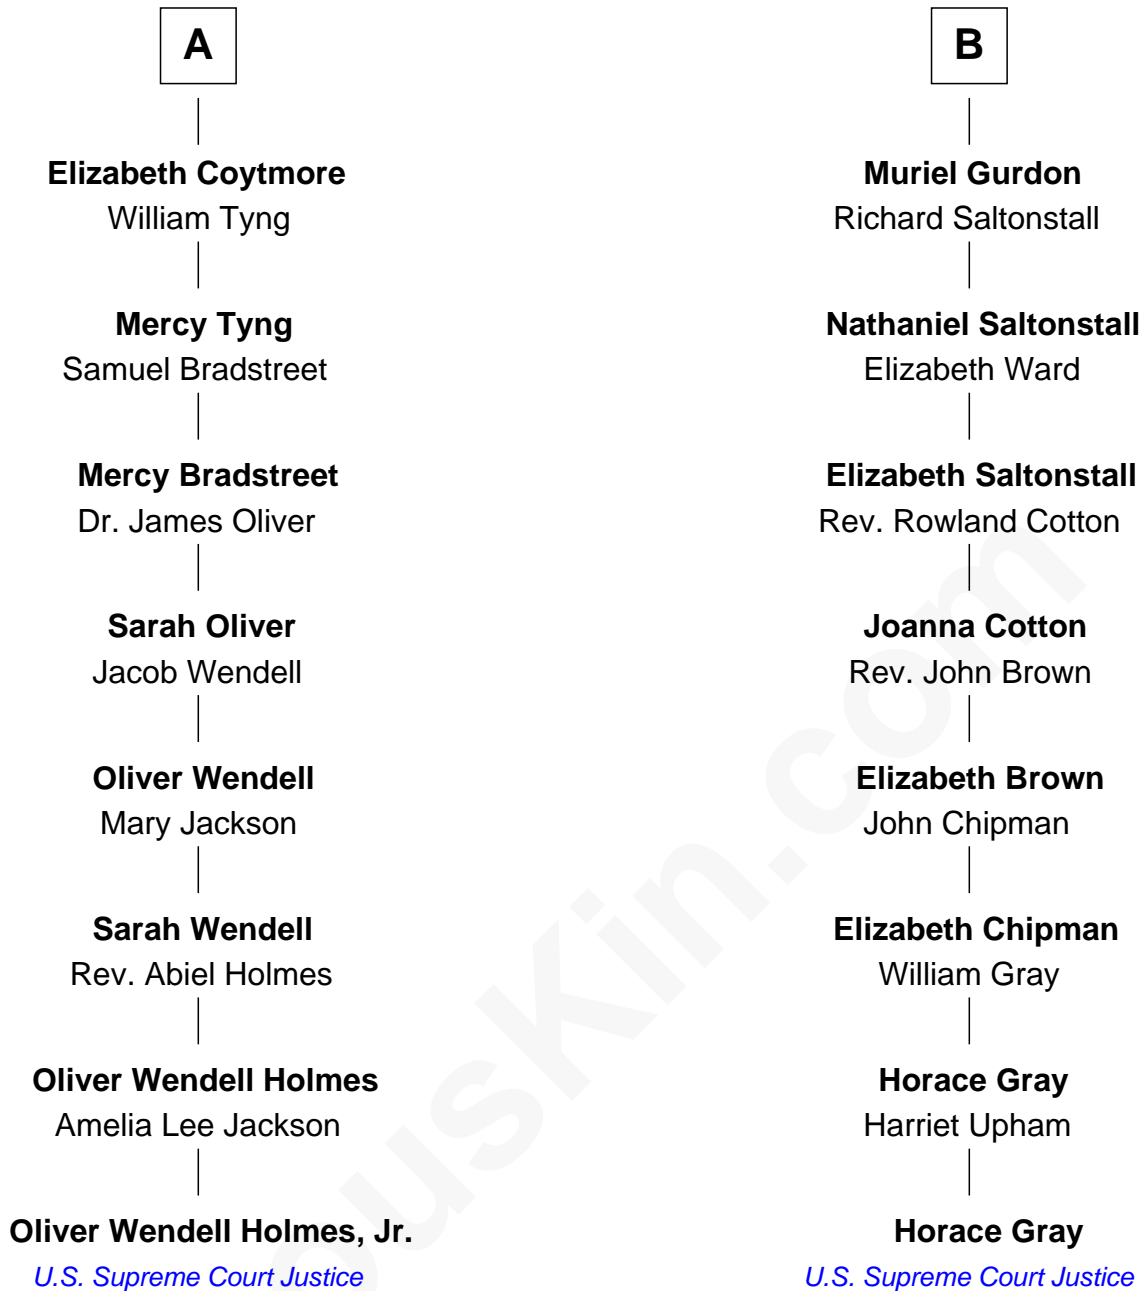 A
Elizabeth Coytmore
William Tyng
Mercy Tyng
Samuel Bradstreet
Mercy Bradstreet
Dr. James Oliver
Sarah Oliver
Jacob Wendell
Oliver Wendell
Mary Jackson
Sarah Wendell
Rev. Abiel Holmes
Oliver Wendell Holmes
Amelia Lee Jackson
Oliver Wendell Holmes, Jr.
U.S. Supreme Court Justice
B
Muriel Gurdon
Richard Saltonstall
Nathaniel Saltonstall
Elizabeth Ward
Elizabeth Saltonstall
Rev. Rowland Cotton
Joanna Cotton
Rev. John Brown
Elizabeth Brown
John Chipman
Elizabeth Chipman
William Gray
Horace Gray
Harriet Upham
Horace Gray
U.S. Supreme Court Justice
ousKin.com